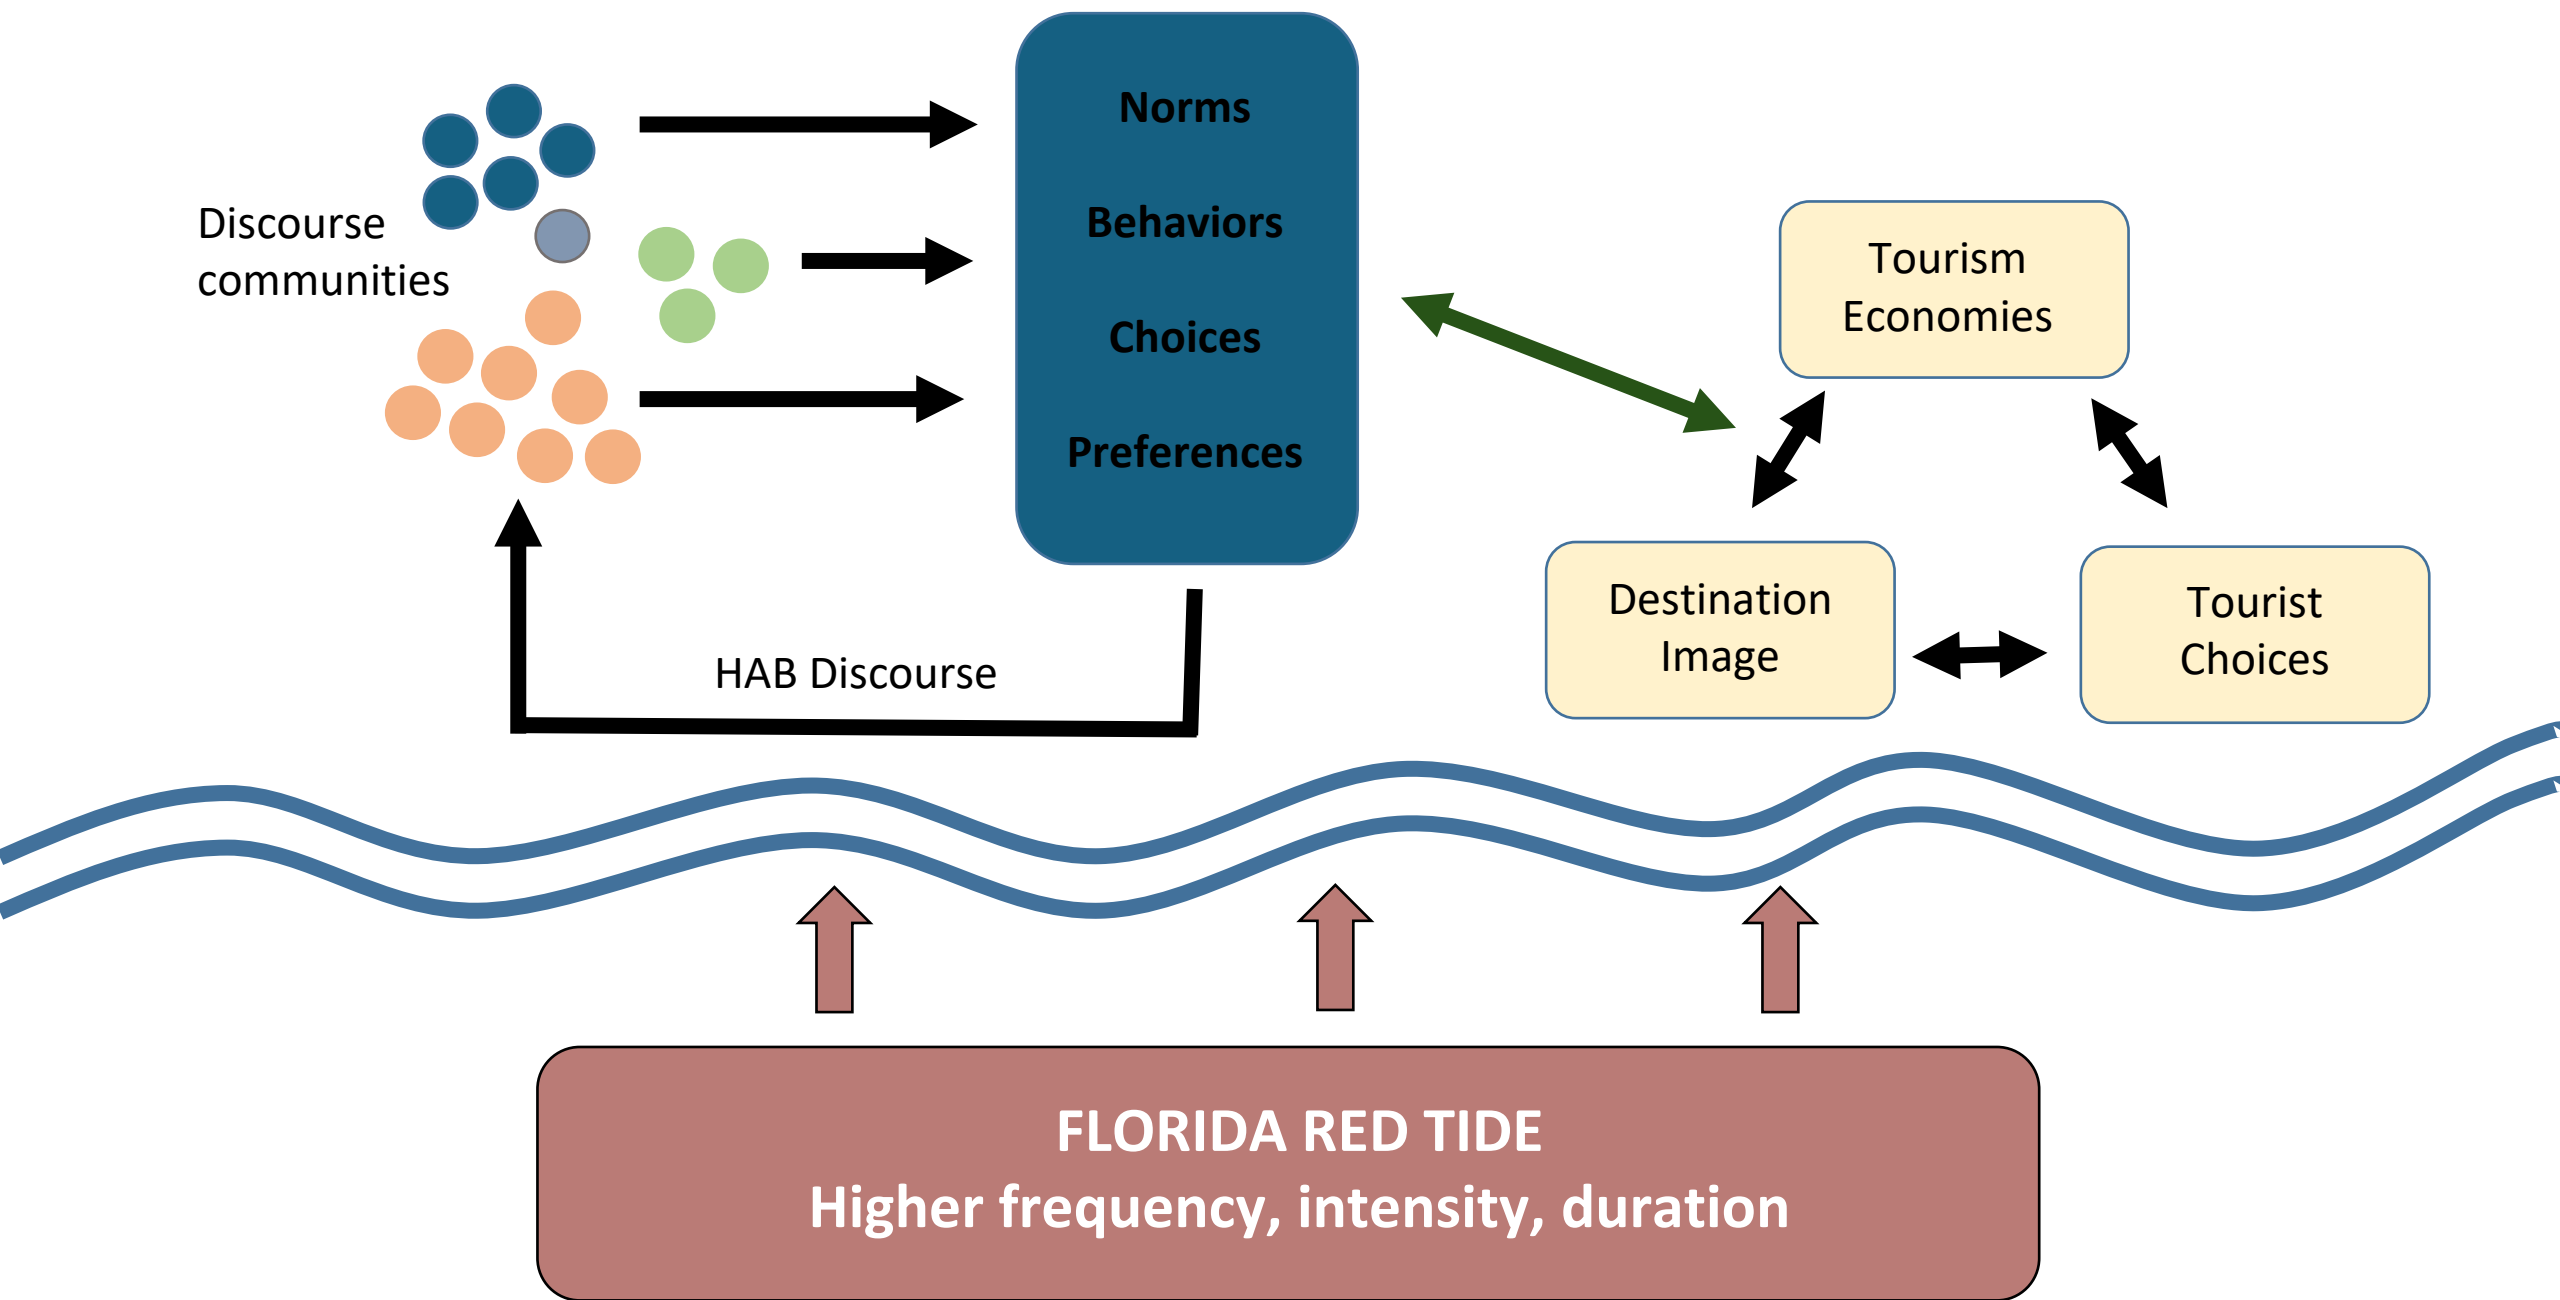 Discourse
communities
Norms
Behaviors
Choices
Preferences
HAB Discourse
Tourism
Economies
Destination
Image
Tourist
Choices
FLORIDA RED TIDE
Higher frequency, intensity, duration